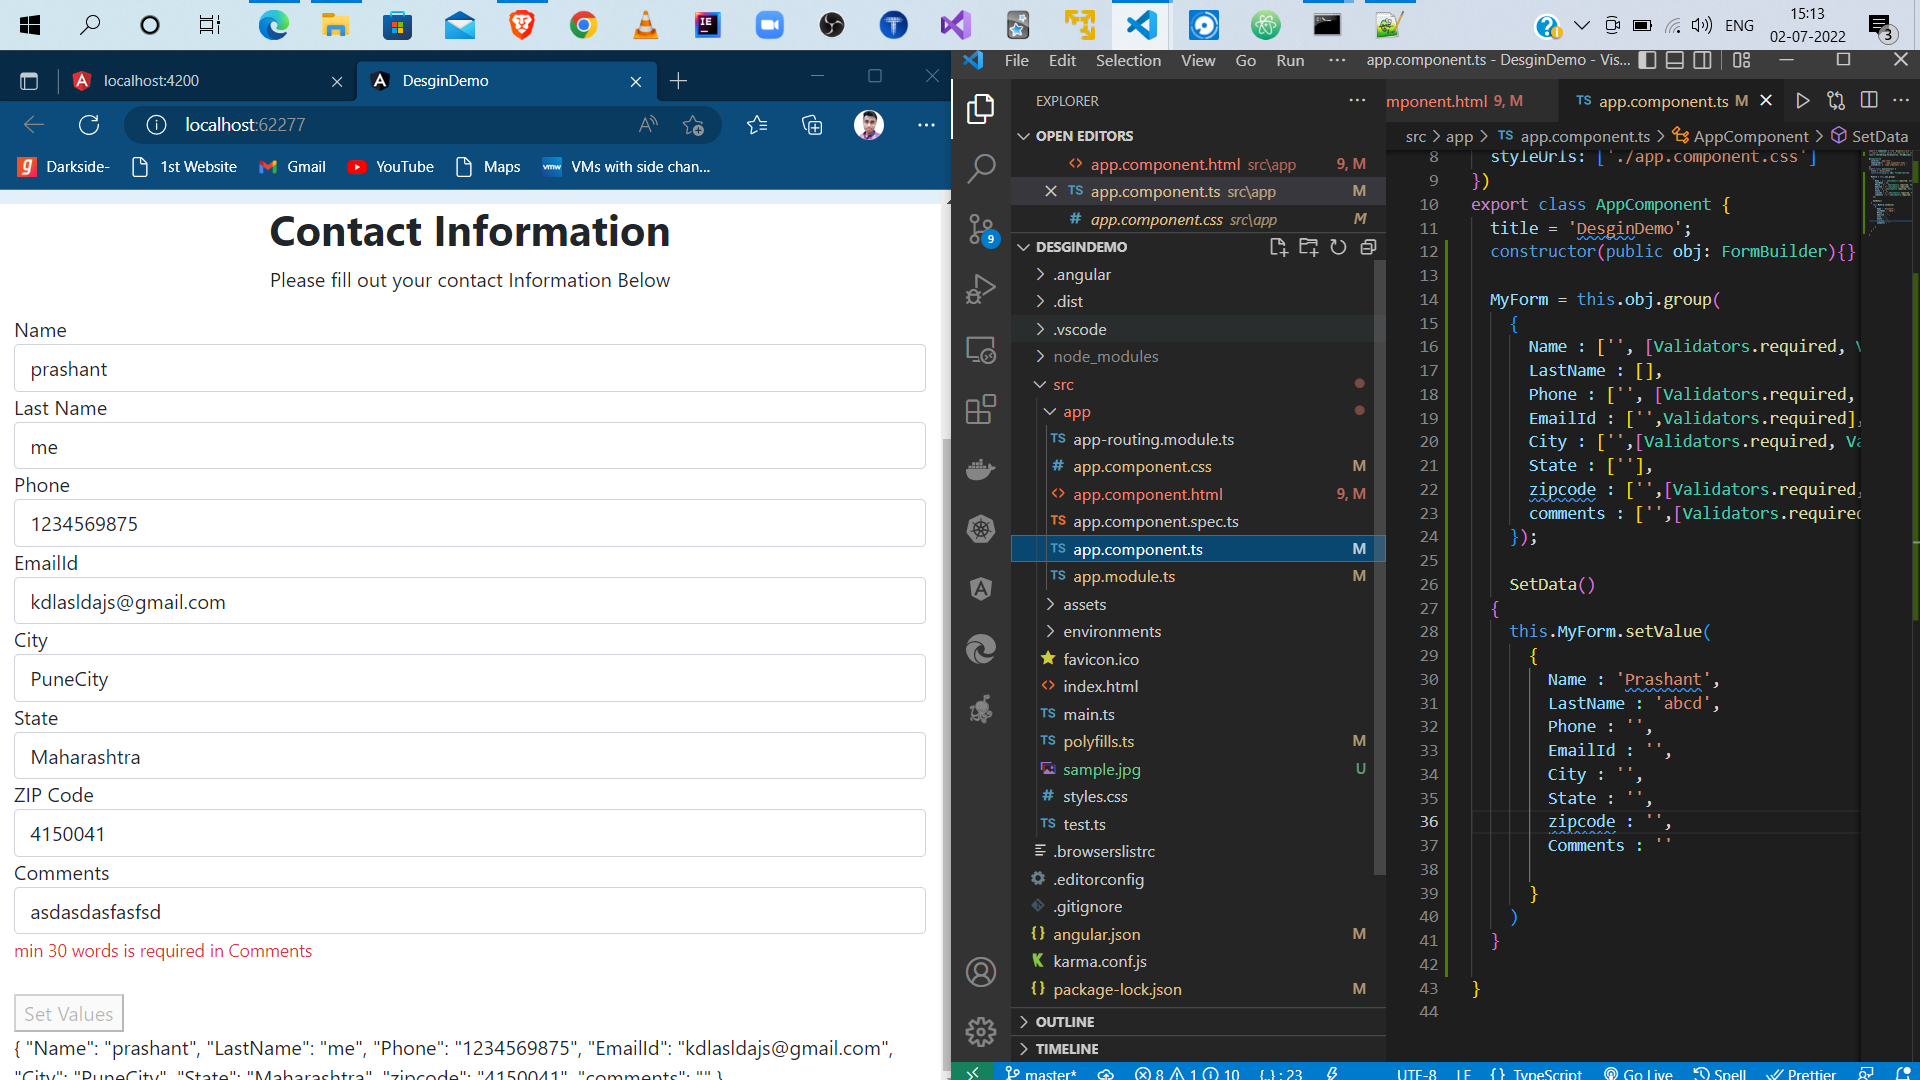 ENG
15:13
02-07-2022
3
localhost:4200
DesginDemo
localhost:62277
Darkside-
1st Website
Gmail
YouTube
Maps
VMs with side chan...
Contact Information
Please fill out your contact Information Below
Name
prashant
Last Name
me
Phone
1234569875
EmailId
kdlasldajs@gmail.com
City
PuneCity
State
Maharashtra
ZIP Code
4150041
Comments
asdasdasfasfsd
min 30 words is required in Comments
Set Values
{ "Name": "prashant", "LastName": "me", "Phone": "1234569875", "EmailId": "kdlasldajs@gmail.com",
"City": "PuneCity", "State": "Maharashtra", "zipcode": "4150041", "comments": "" }
File Edit Selection View Go Run ··· app.component.ts - DesginDemo - Vis...
EXPLORER
OPEN EDITORS
app.component.html src\app 9, M
TS app.component.ts src\app M
# app.component.css src\app M
9
DESGINDEMO
.angular
.dist
.vscode
node_modules
src
app
TS app-routing.module.ts
# app.component.css M
<> app.component.html 9, M
TS app.component.spec.ts
TS app.component.ts M
TS app.module.ts M
assets
environments
favicon.ico
<> index.html
TS main.ts
TS polyfills.ts M
sample.jpg U
# styles.css
TS test.ts
.browserslistrc
.editorconfig
.gitignore
{} angular.json M
K karma.conf.js
{} package-lock.json M
OUTLINE
TIMELINE
mponent.html 9, M
TS app.component.ts M
src > app > TS app.component.ts > AppComponent > SetData
8 styleUrls: ['./app.component.css']
9 })
10 export class AppComponent {
11 title = 'DesginDemo';
12 constructor(public obj: FormBuilder){}
13
14 MyForm = this.obj.group(
15 {
16 Name : ['', [Validators.required, V
17 LastName : [],
18 Phone : ['', [Validators.required,
19 EmailId : ['',Validators.required],
20 City : ['',[Validators.required, Va
21 State : [''],
22 zipcode : ['',[Validators.required,
23 comments : ['',[Validators.required
24 });
25
26 SetData()
27 {
28 this.MyForm.setValue(
29 {
30 Name : 'Prashant',
31 LastName : 'abcd',
32 Phone : '',
33 EmailId : '',
34 City : '',
35 State : '',
36 zipcode : '',
37 Comments : ''
38
39 }
40 )
41 }
42
43 }
44
master* 8 1 10 {..} : 23 UTF-8 LF {} TypeScript Go Live Spell Prettier